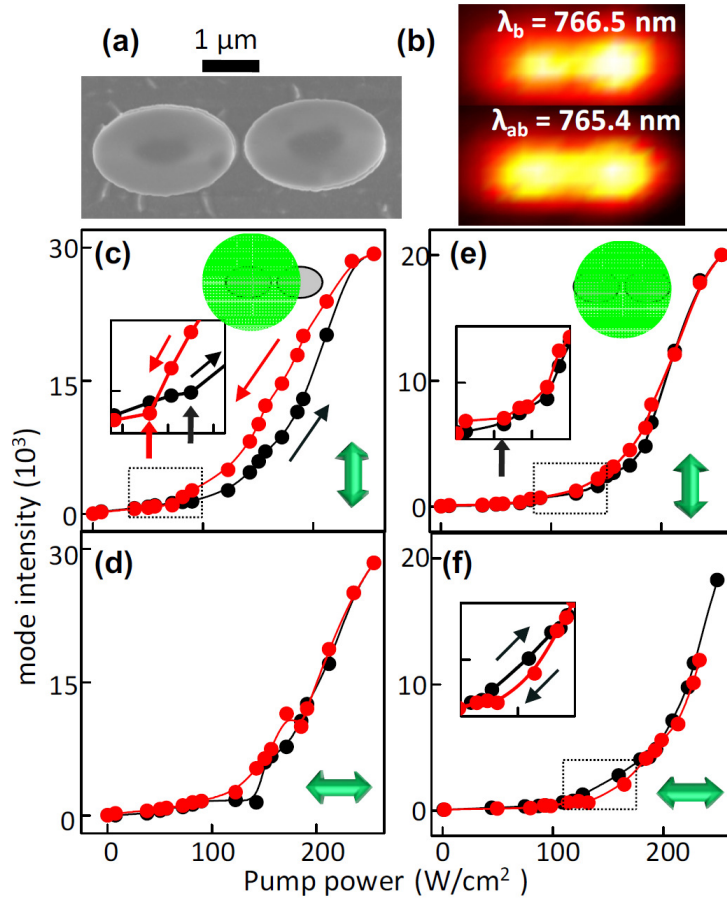 (a)
1 μm
(b)
λb = 766.5 nm
λab = 765.4 nm
mode intensity (10³)
(c)
30
15
0
(e)
20
10
0
(d)
30
15
0
0
100
200
(f)
20
10
0
0
100
200
Pump power (W/cm²)